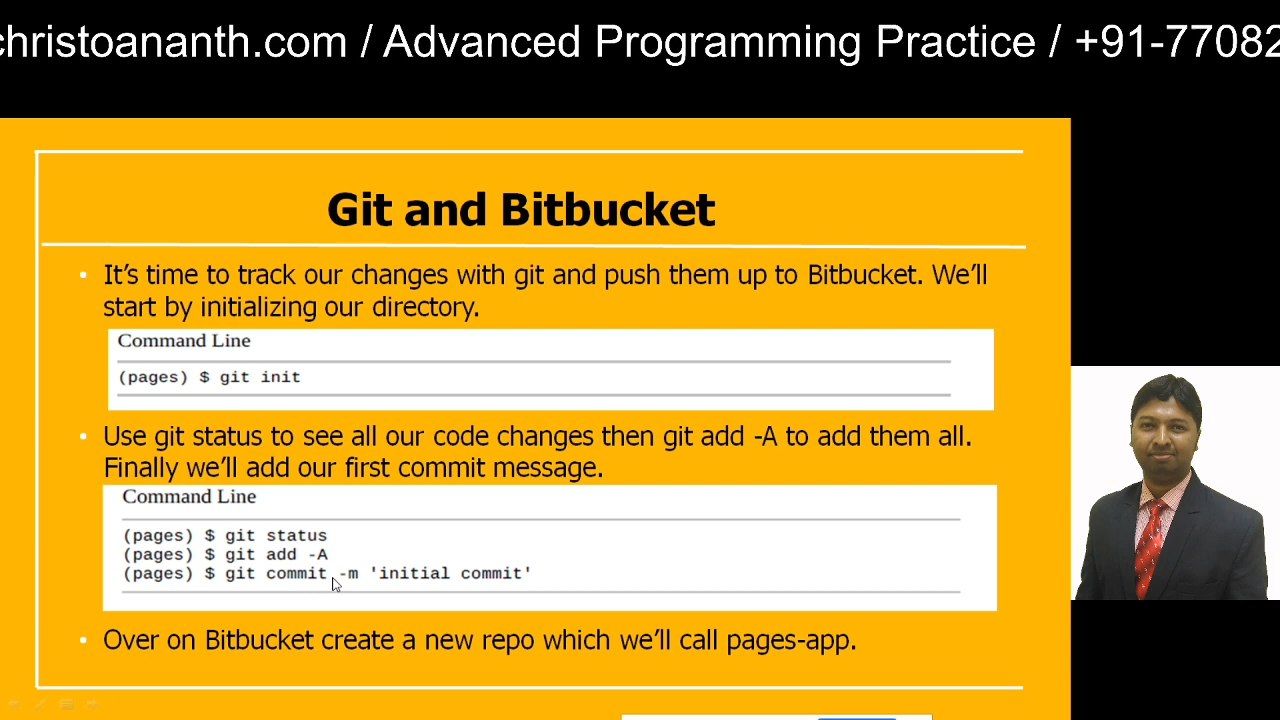 christoananth.com / Advanced Programming Practice / +91-77082
Git and Bitbucket
• It’s time to track our changes with git and push them up to Bitbucket. We’ll
start by initializing our directory.
Command Line
(pages) $ git init
• Use git status to see all our code changes then git add -A to add them all.
Finally we’ll add our first commit message.
Command Line
(pages) $ git status
(pages) $ git add -A
(pages) $ git commit -m 'initial commit'
• Over on Bitbucket create a new repo which we’ll call pages-app.